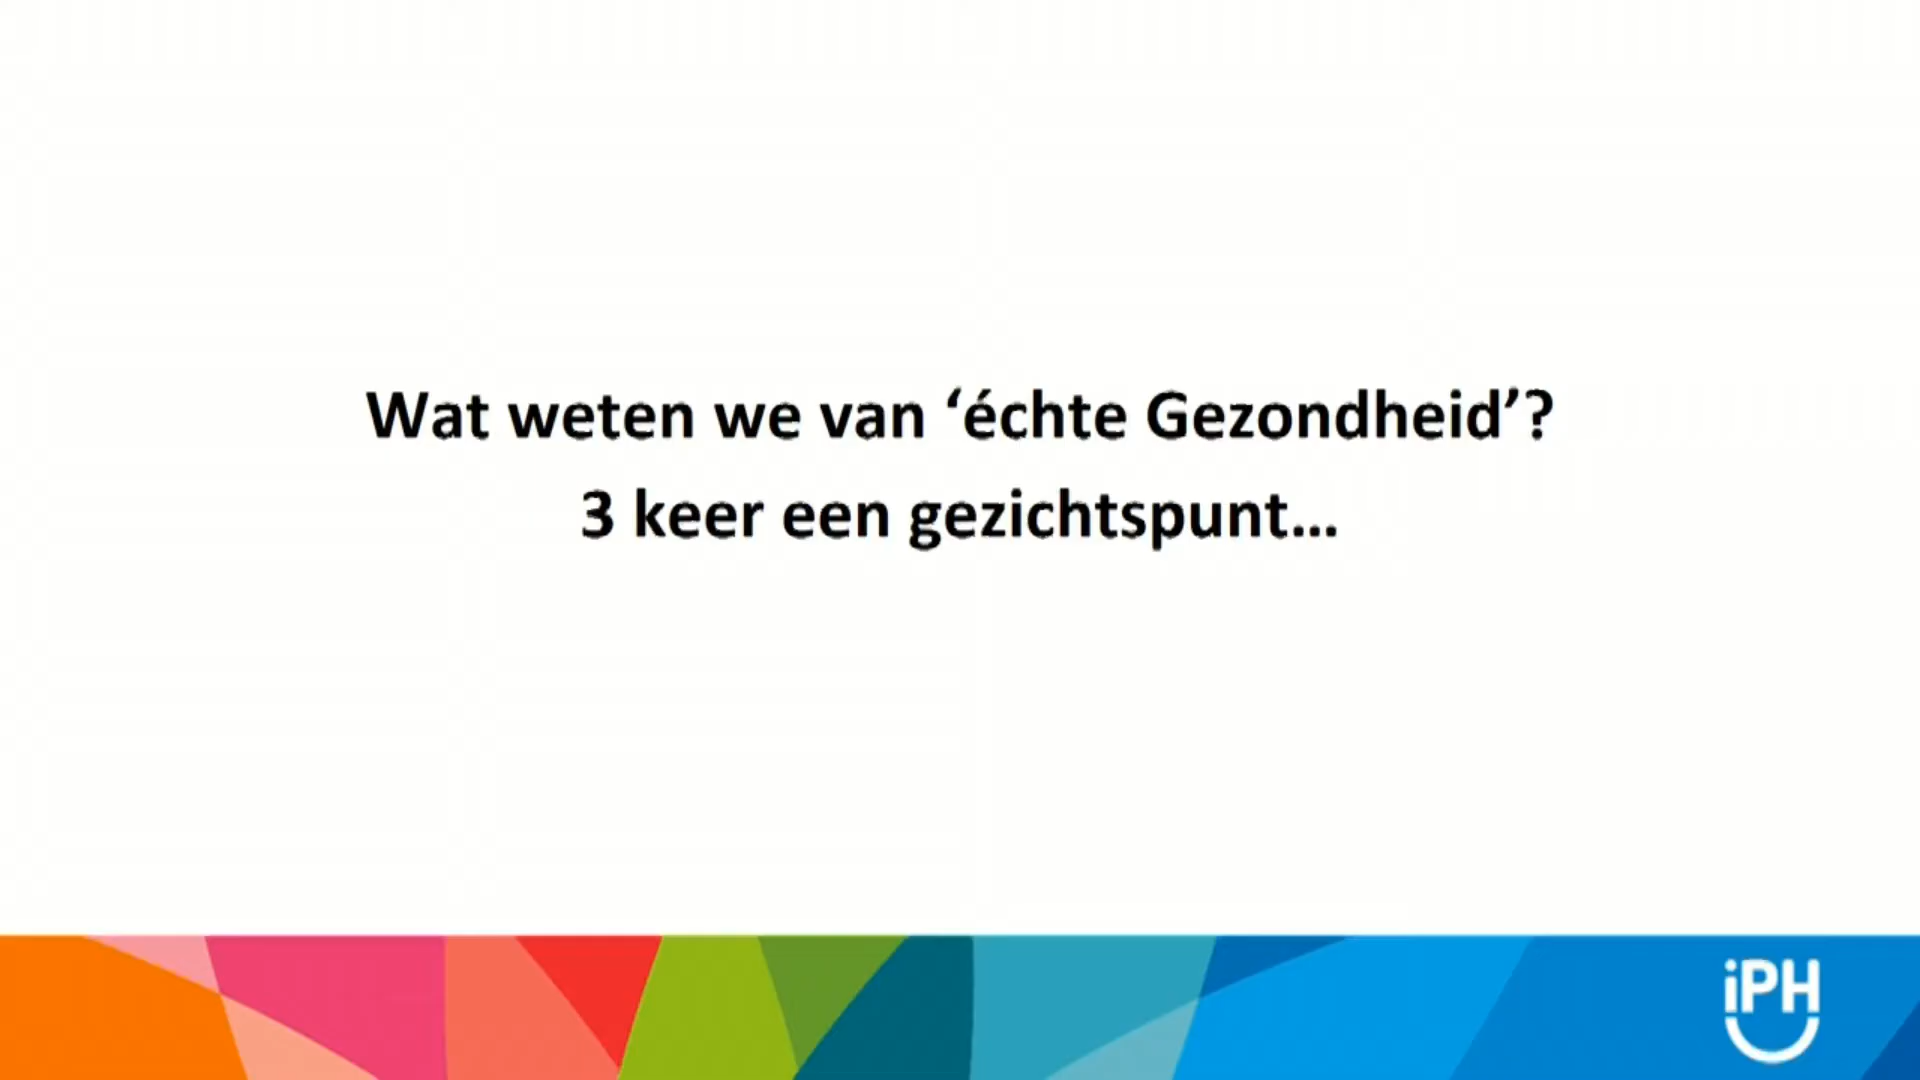 Wat weten we van ‘échte Gezondheid’?
3 keer een gezichtspunt...
iPH